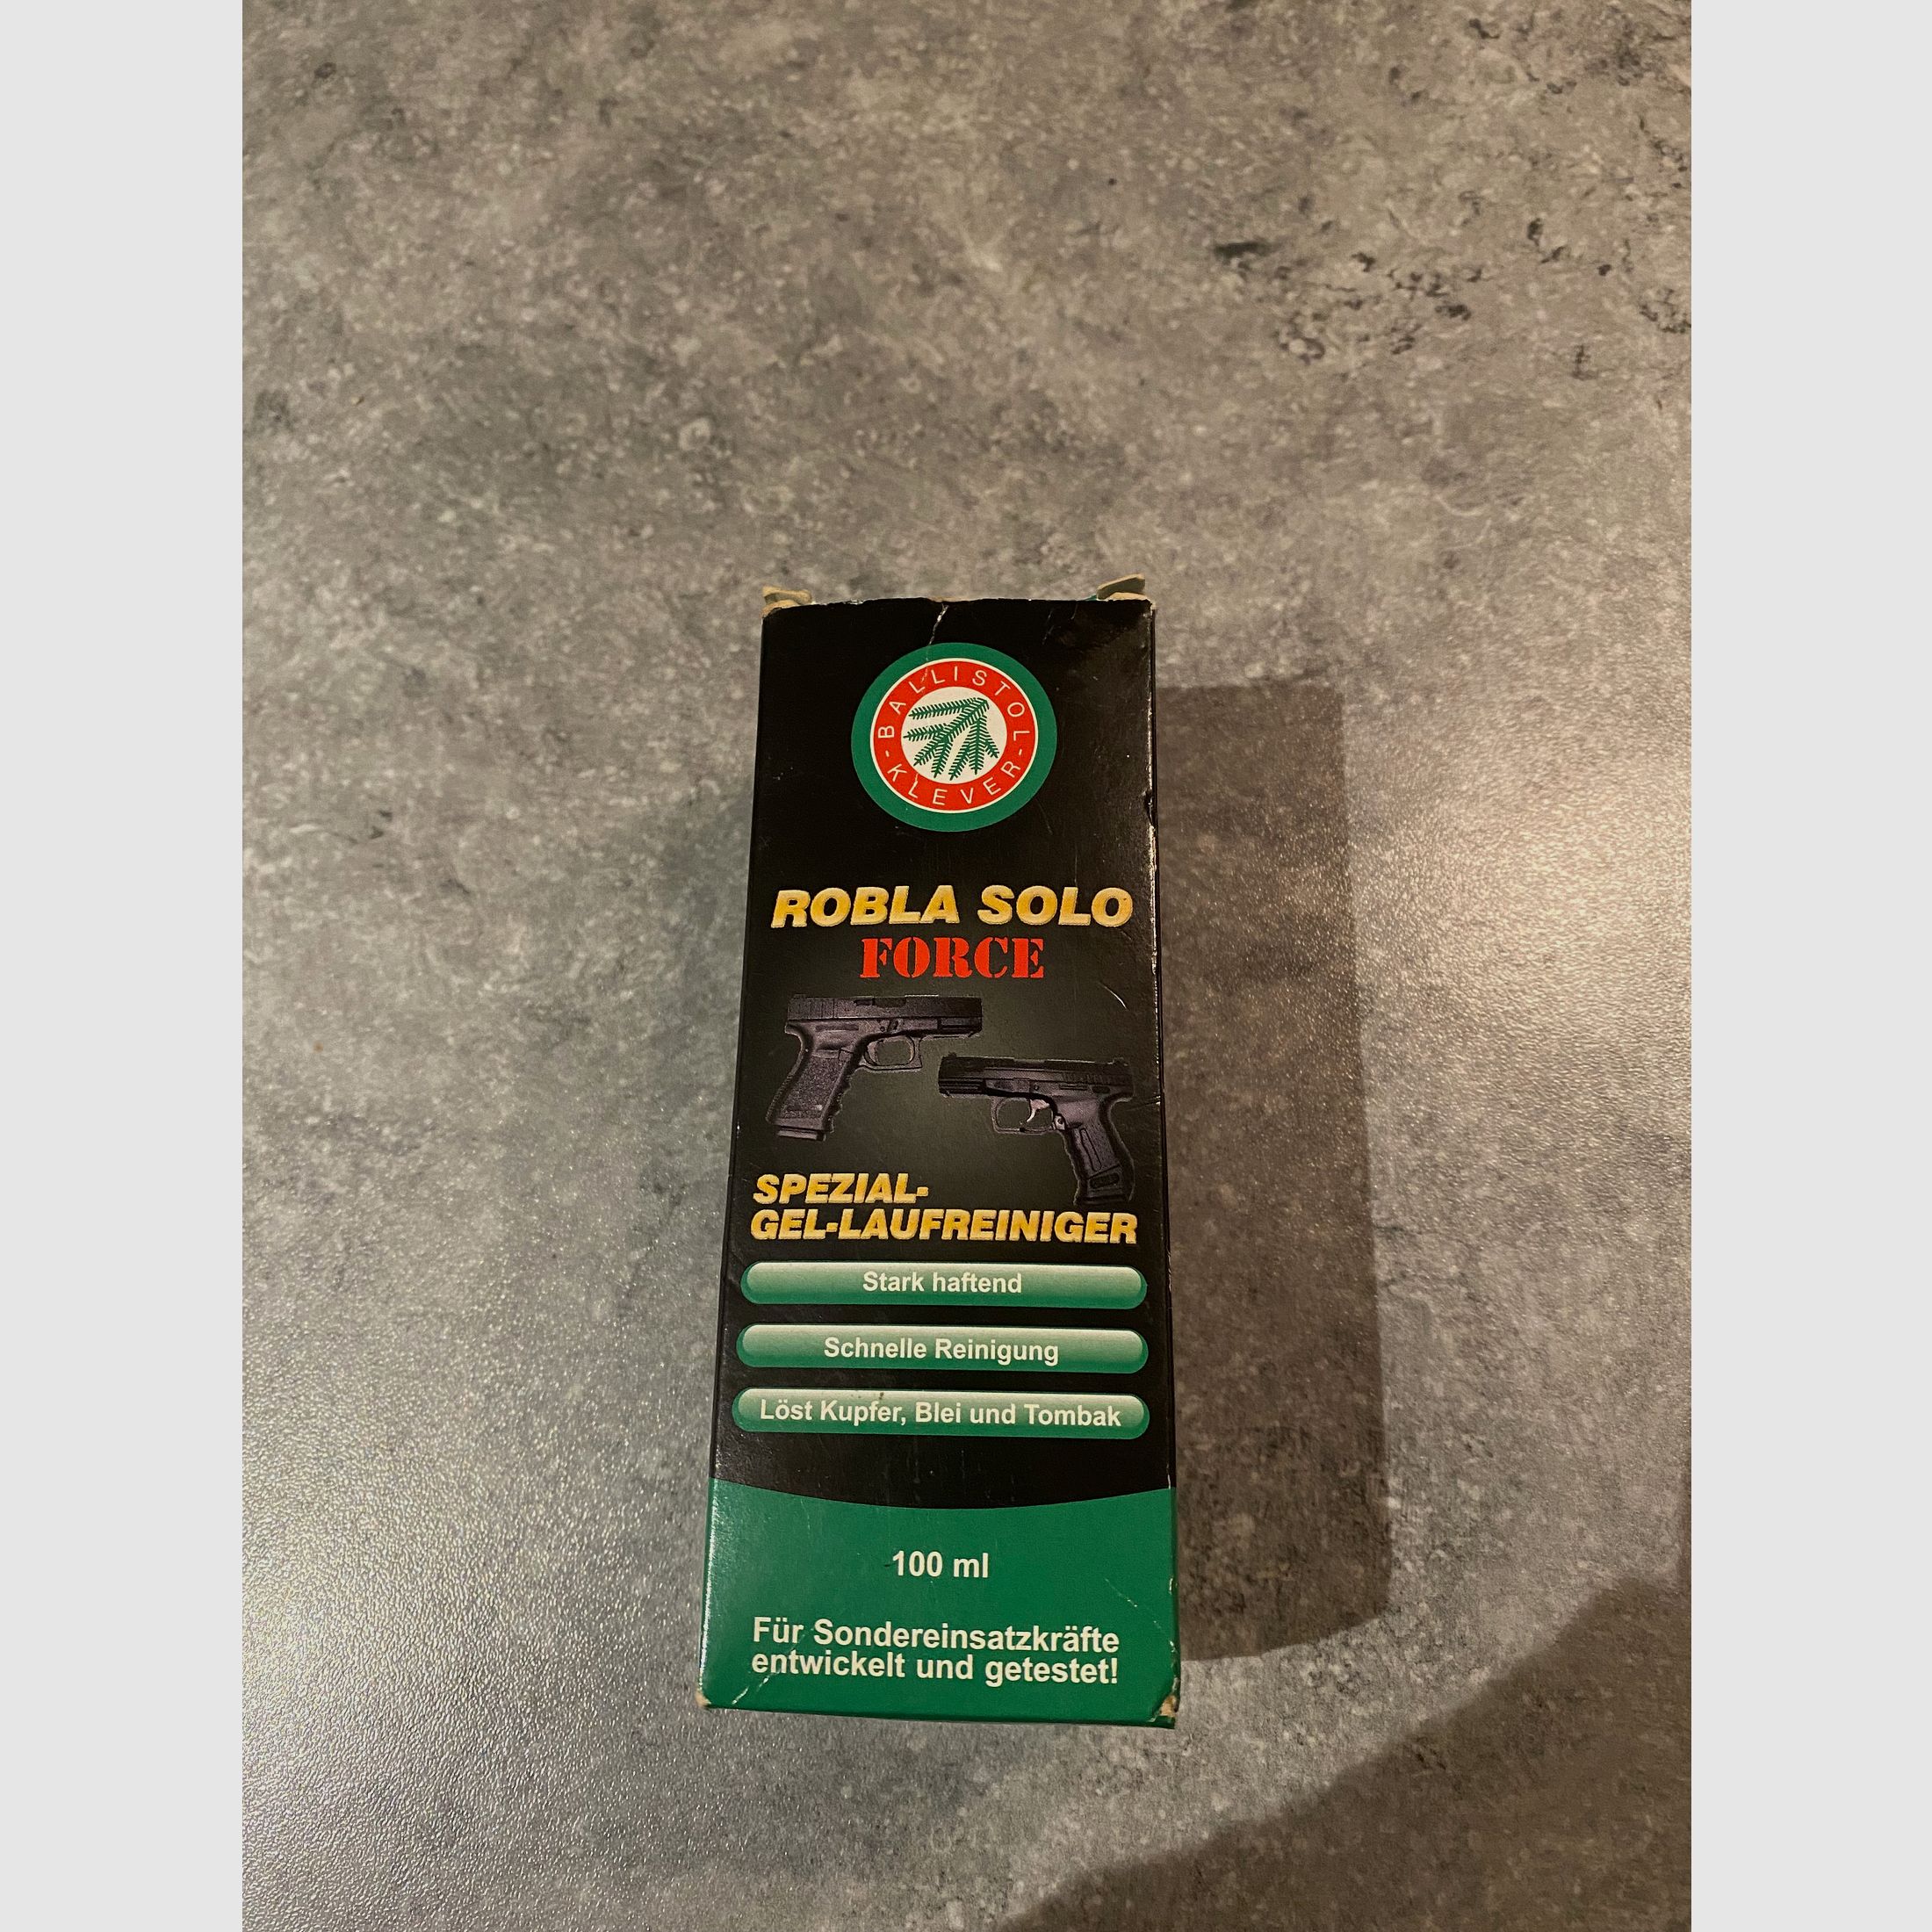 BALLISTOL
- KLEVER -
ROBLA SOLO
FORCE
SPEZIAL-
GEL-LAUFREINIGER
Stark haftend
Schnelle Reinigung
Löst Kupfer, Blei und Tombak
100 ml
Für Sondereinsatzkräfte
entwickelt und getestet!